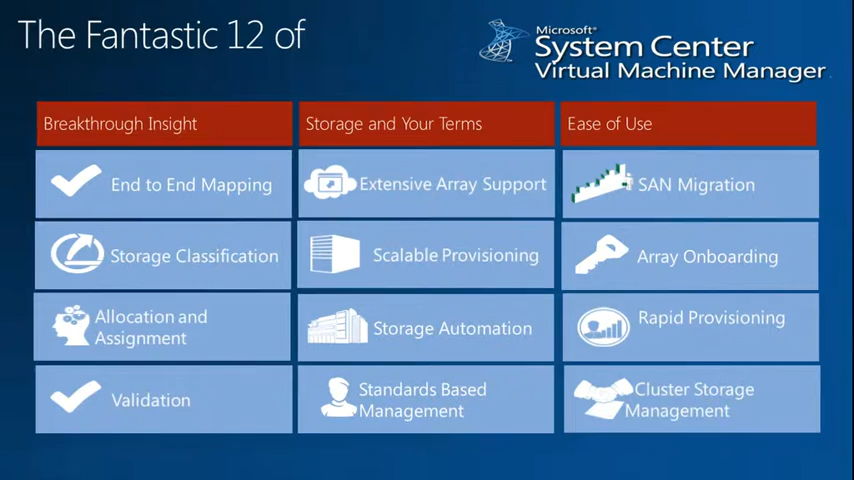 The Fantastic 12 of
Microsoft®
System Center
Virtual Machine Manager
Breakthrough Insight
Storage and Your Terms
Ease of Use
End to End Mapping
Extensive Array Support
SAN Migration
Storage Classification
Scalable Provisioning
Array Onboarding
Allocation and
Assignment
Storage Automation
Rapid Provisioning
Validation
Standards Based
Management
Cluster Storage
Management